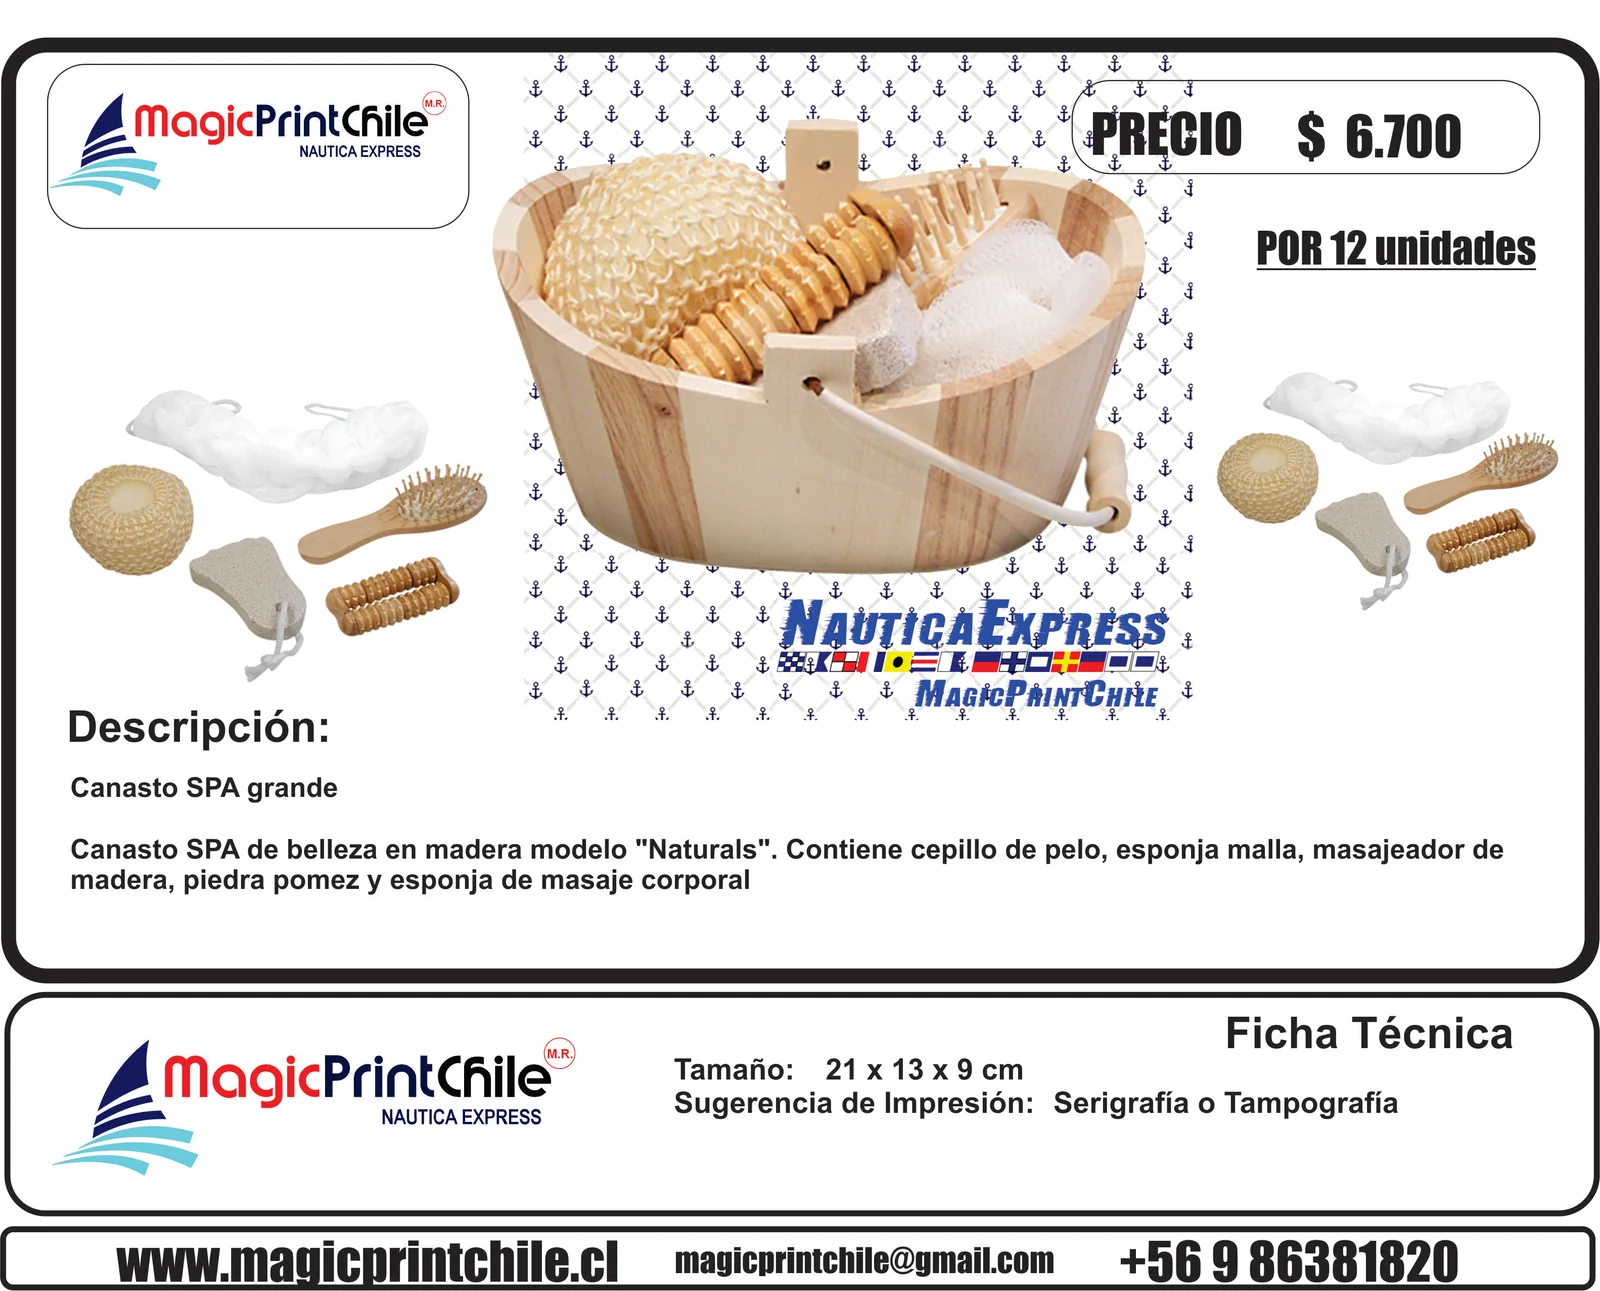 MagicPrintChile M.R.
NAUTICA EXPRESS
PRECIO $ 6.700
POR 12 unidades
NAUTICAEXPRESS
MAGICPRINTCHILE
Descripción:
Canasto SPA grande
Canasto SPA de belleza en madera modelo "Naturals". Contiene cepillo de pelo, esponja malla, masajeador de
madera, piedra pomez y esponja de masaje corporal
Ficha Técnica
MagicPrintChile M.R.
NAUTICA EXPRESS
Tamaño: 21 x 13 x 9 cm
Sugerencia de Impresión: Serigrafía o Tampografía
www.magicprintchile.cl magicprintchile@gmail.com +56 9 86381820